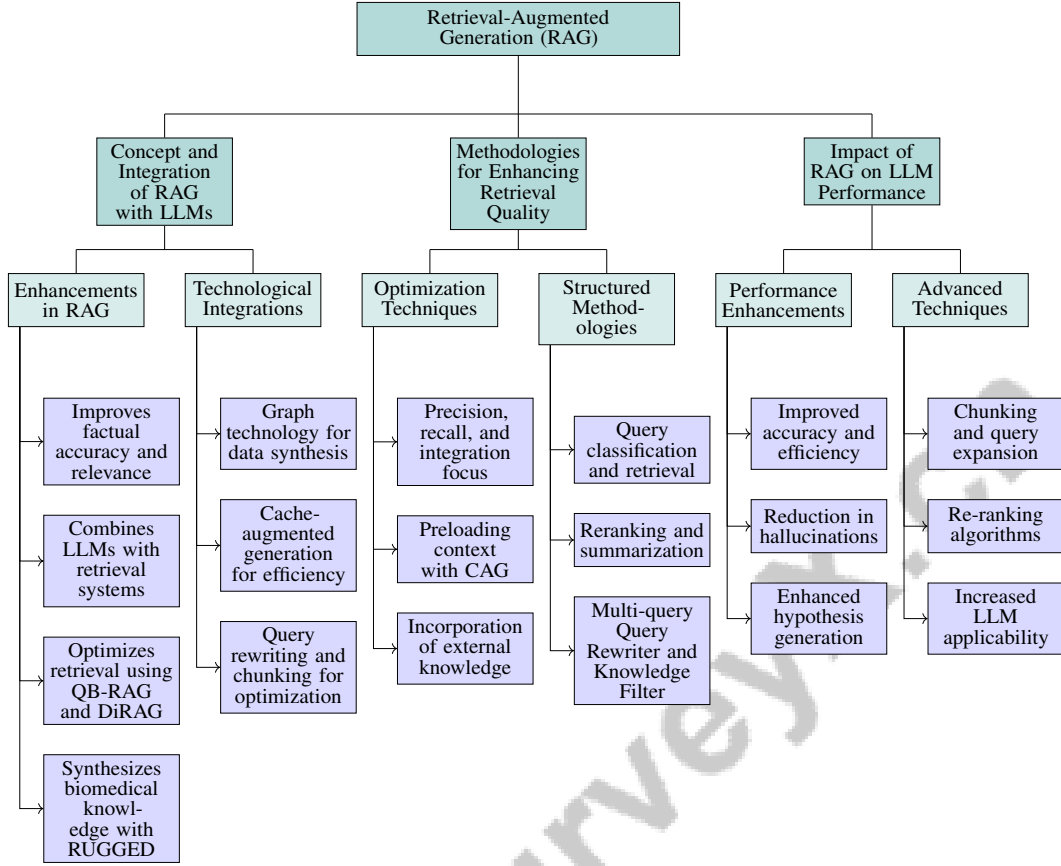 Retrieval-Augmented
Generation (RAG)
Concept and
Integration
of RAG
with LLMs
Methodologies
for Enhancing
Retrieval
Quality
Impact of
RAG on LLM
Performance
Enhancements
in RAG
Technological
Integrations
Optimization
Techniques
Structured
Method-
ologies
Performance
Enhancements
Advanced
Techniques
Improves
factual
accuracy and
relevance
Combines
LLMs with
retrieval
systems
Optimizes
retrieval using
QB-RAG
and DiRAG
Synthesizes
biomedical
knowl-
edge with
RUGGED
Graph
technology for
data synthesis
Cache-
augmented
generation
for efficiency
Query
rewriting and
chunking for
optimization
Precision,
recall, and
integration
focus
Preloading
context
with CAG
Incorporation
of external
knowledge
Query
classification
and retrieval
Reranking and
summarization
Multi-query
Query
Rewriter and
Knowledge
Filter
Improved
accuracy and
efficiency
Reduction in
hallucinations
Enhanced
hypothesis
generation
Chunking
and query
expansion
Re-ranking
algorithms
Increased
LLM
applicability